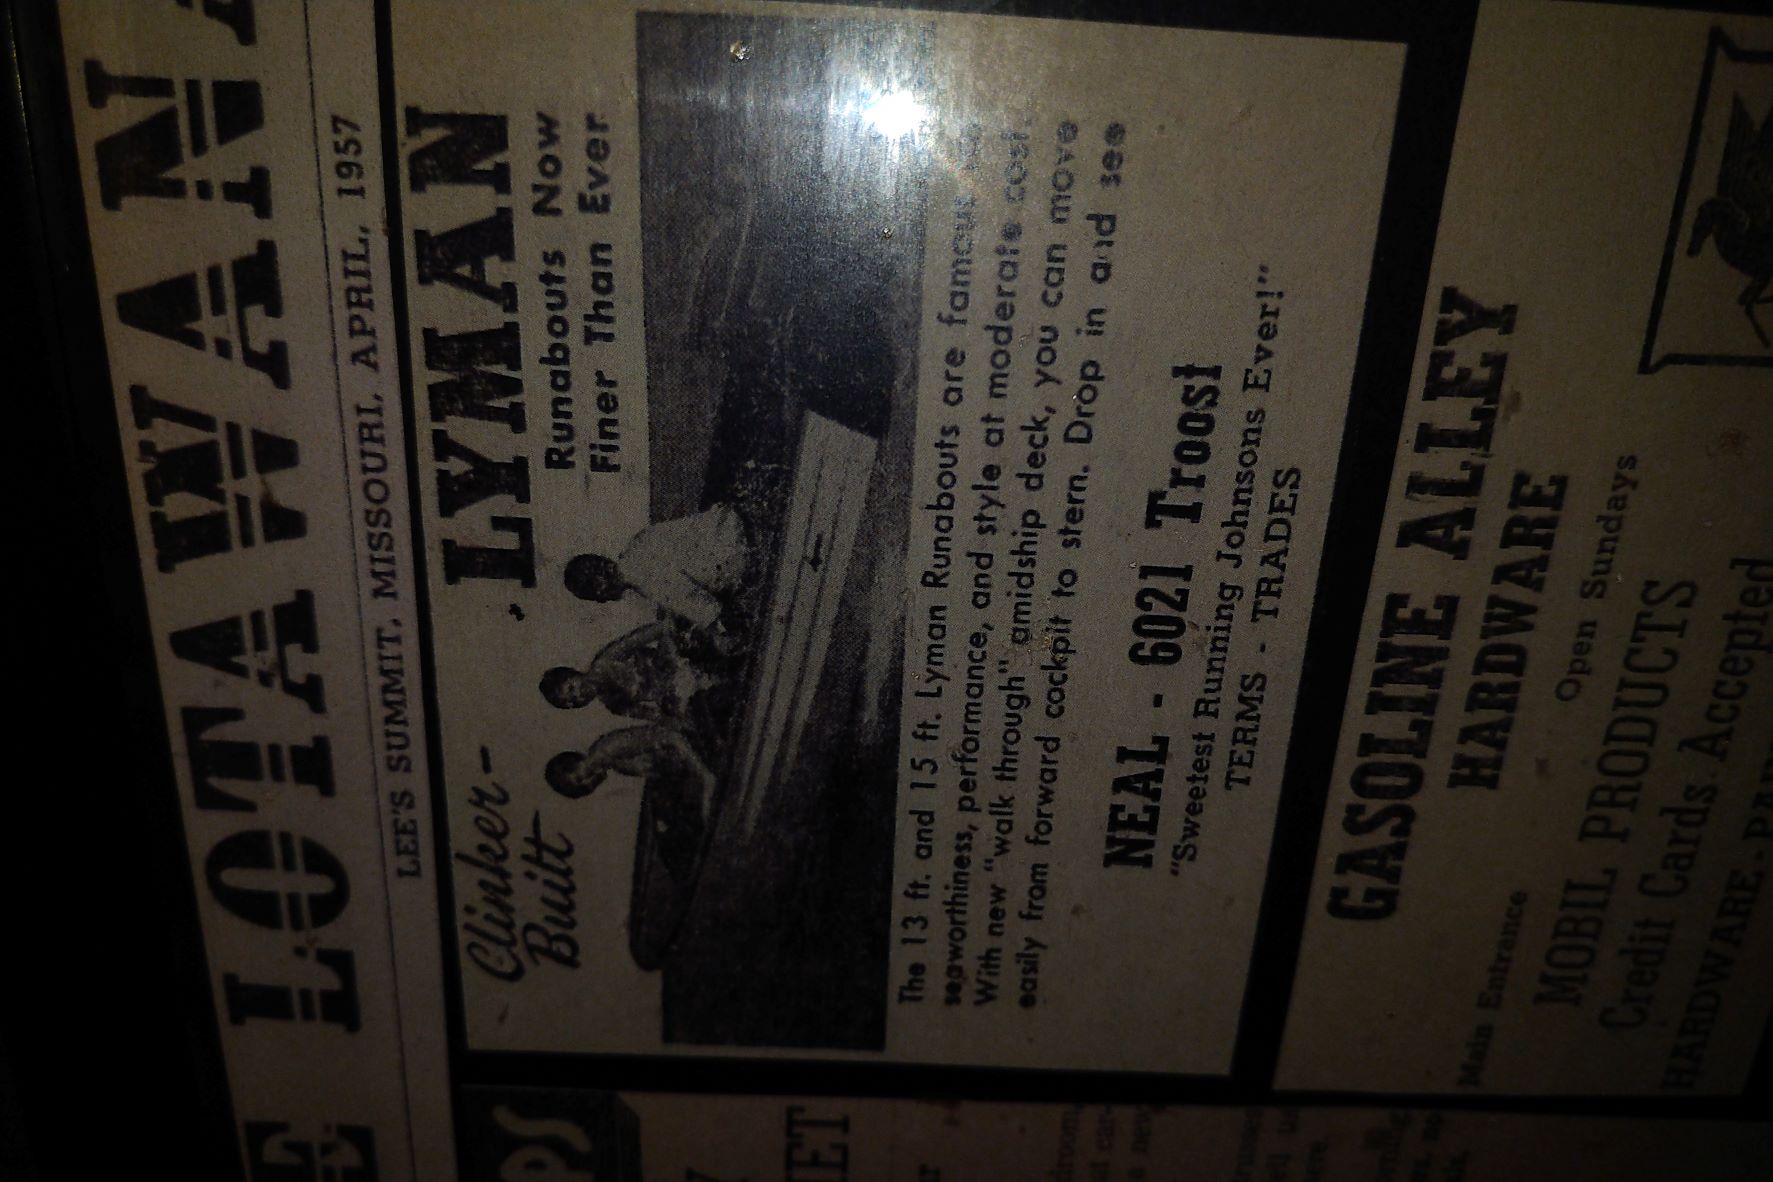 E LOTAWANA
LEE'S SUMMIT, MISSOURI, APRIL, 1957
Clinker-
Built
LYMAN
Runabouts Now
Finer Than Ever
The 13 ft. and 15 ft. Lyman Runabouts are famous for
seaworthiness, performance, and style at moderate cost.
With new "walk through" amidship deck, you can move
easily from forward cockpit to stern. Drop in and see
NEAL - 6021 Troost
"Sweetest Running Johnsons Ever!"
TERMS - TRADES
GASOLINE ALLEY
HARDWARE
Main Entrance
Open Sundays
MOBIL PRODUCTS
Credit Cards Accepted
HARDWARE